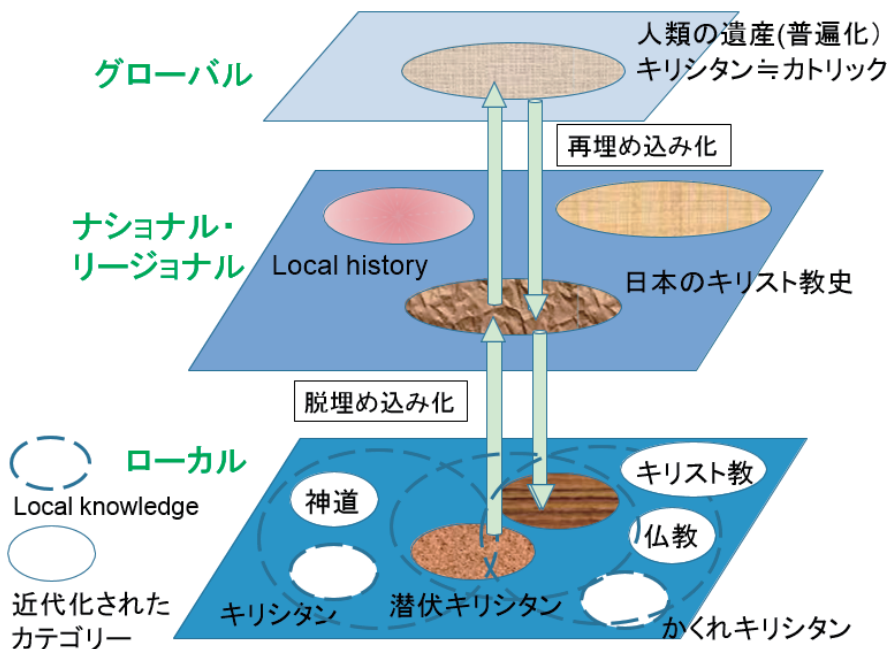 人類の遺産(普遍化）
キリシタン≒カトリック
グローバル
再埋め込み化
ナショナル・
リージョナル
Local history
日本のキリスト教史
脱埋め込み化
ローカル
Local knowledge
近代化された
カテゴリー
神道
キリスト教
仏教
キリシタン
潜伏キリシタン
かくれキリシタン